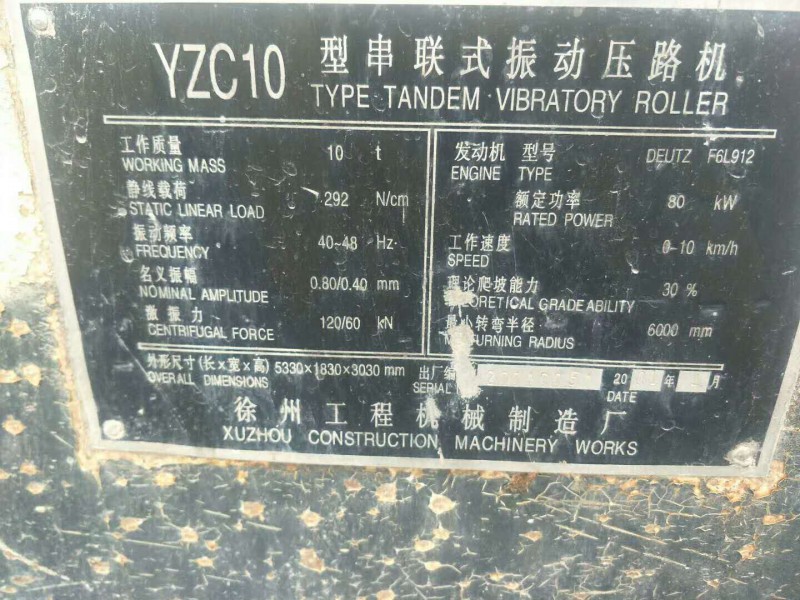 YZC10 型串联式振动压路机
TYPE TANDEM VIBRATORY ROLLER
工作质量 10 t
WORKING MASS
静线载荷 292 N/cm
STATIC LINEAR LOAD
振动频率 40~48 Hz
FREQUENCY
名义振幅 0.80/0.40 mm
NOMINAL AMPLITUDE
激振力 120/60 kN
CENTRIFUGAL FORCE
发动机 型号 DEUTZ F6L912
ENGINE TYPE
额定功率 80 kW
RATED POWER
工作速度 0-10 km/h
SPEED
理论爬坡能力 30 %
GRADEABILITY
最小转弯半径 6000 mm
TURNING RADIUS
外形尺寸(长x宽x高) 5330×1830×3030 mm
OVERALL DIMENSIONS
出厂编 20 年 月
SERIAL DATE
徐州工程机械制造厂
XUZHOU CONSTRUCTION MACHINERY WORKS